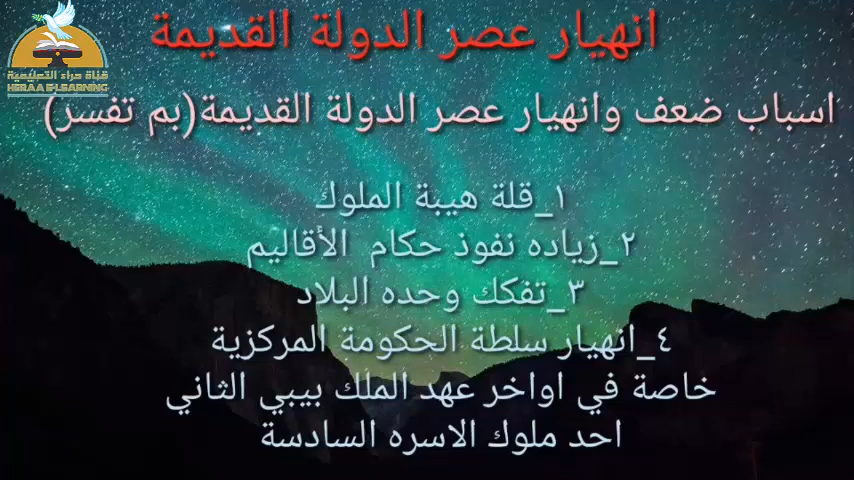 انهيار عصر الدولة القديمة
قناة حراء التعليمية
HERAA E-LEARNING
اسباب ضعف وانهيار عصر الدولة القديمة(بم تفسر)
١_قلة هيبة الملوك
٢_زياده نفوذ حكام الأقاليم
٣_تفكك وحده البلاد
٤_انهيار سلطة الحكومة المركزية
خاصة في اواخر عهد الملك بيبي الثاني
احد ملوك الاسره السادسة